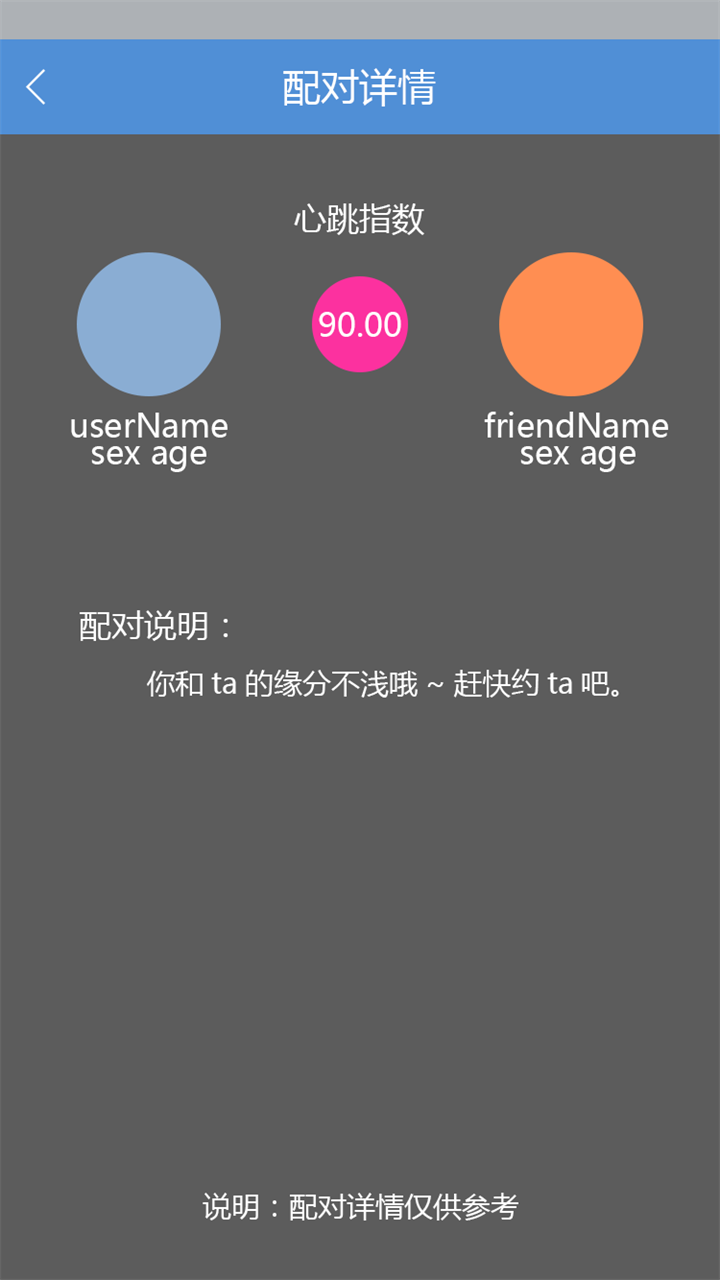 配对详情
心跳指数
90.00
userName
sex age
friendName
sex age
配对说明：
你和 ta 的缘分不浅哦 ~ 赶快约 ta 吧。
说明：配对详情仅供参考